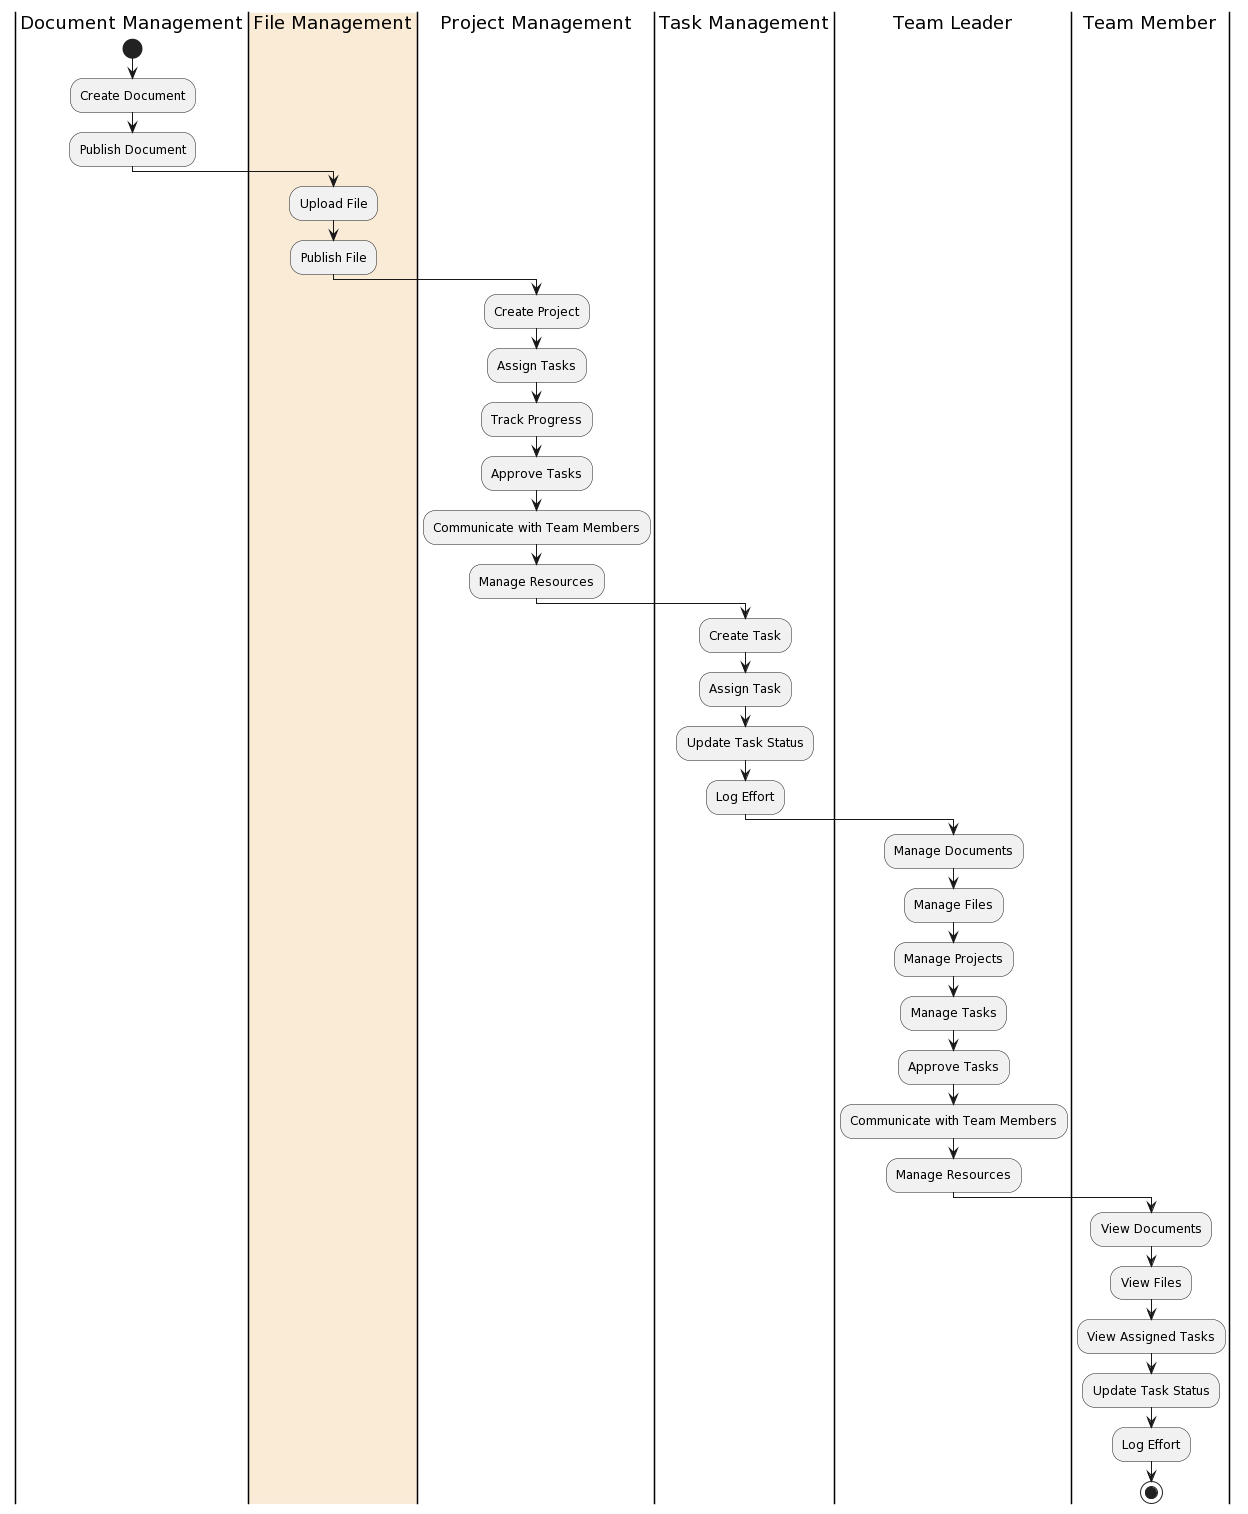 Document Management
File Management
Project Management
Task Management
Team Leader
Team Member
Create Document
Publish Document
Upload File
Publish File
Create Project
Assign Tasks
Track Progress
Approve Tasks
Communicate with Team Members
Manage Resources
Create Task
Assign Task
Update Task Status
Log Effort
Manage Documents
Manage Files
Manage Projects
Manage Tasks
Approve Tasks
Communicate with Team Members
Manage Resources
View Documents
View Files
View Assigned Tasks
Update Task Status
Log Effort